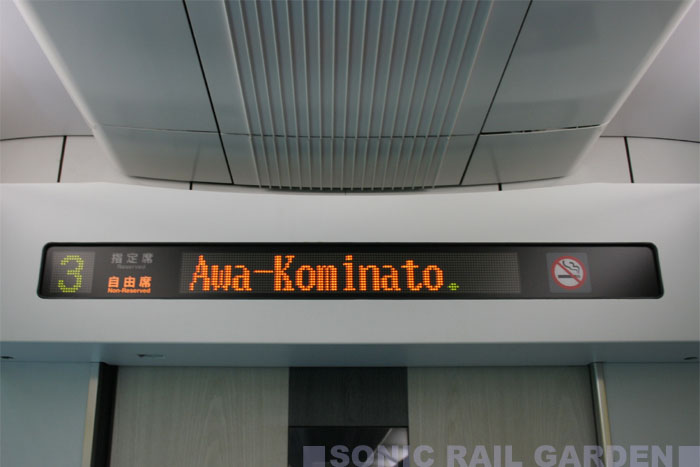 3
指定席
Reserved
自由席
Non-Reserved
Awa-Kominato.
SONIC RAIL GARDEN